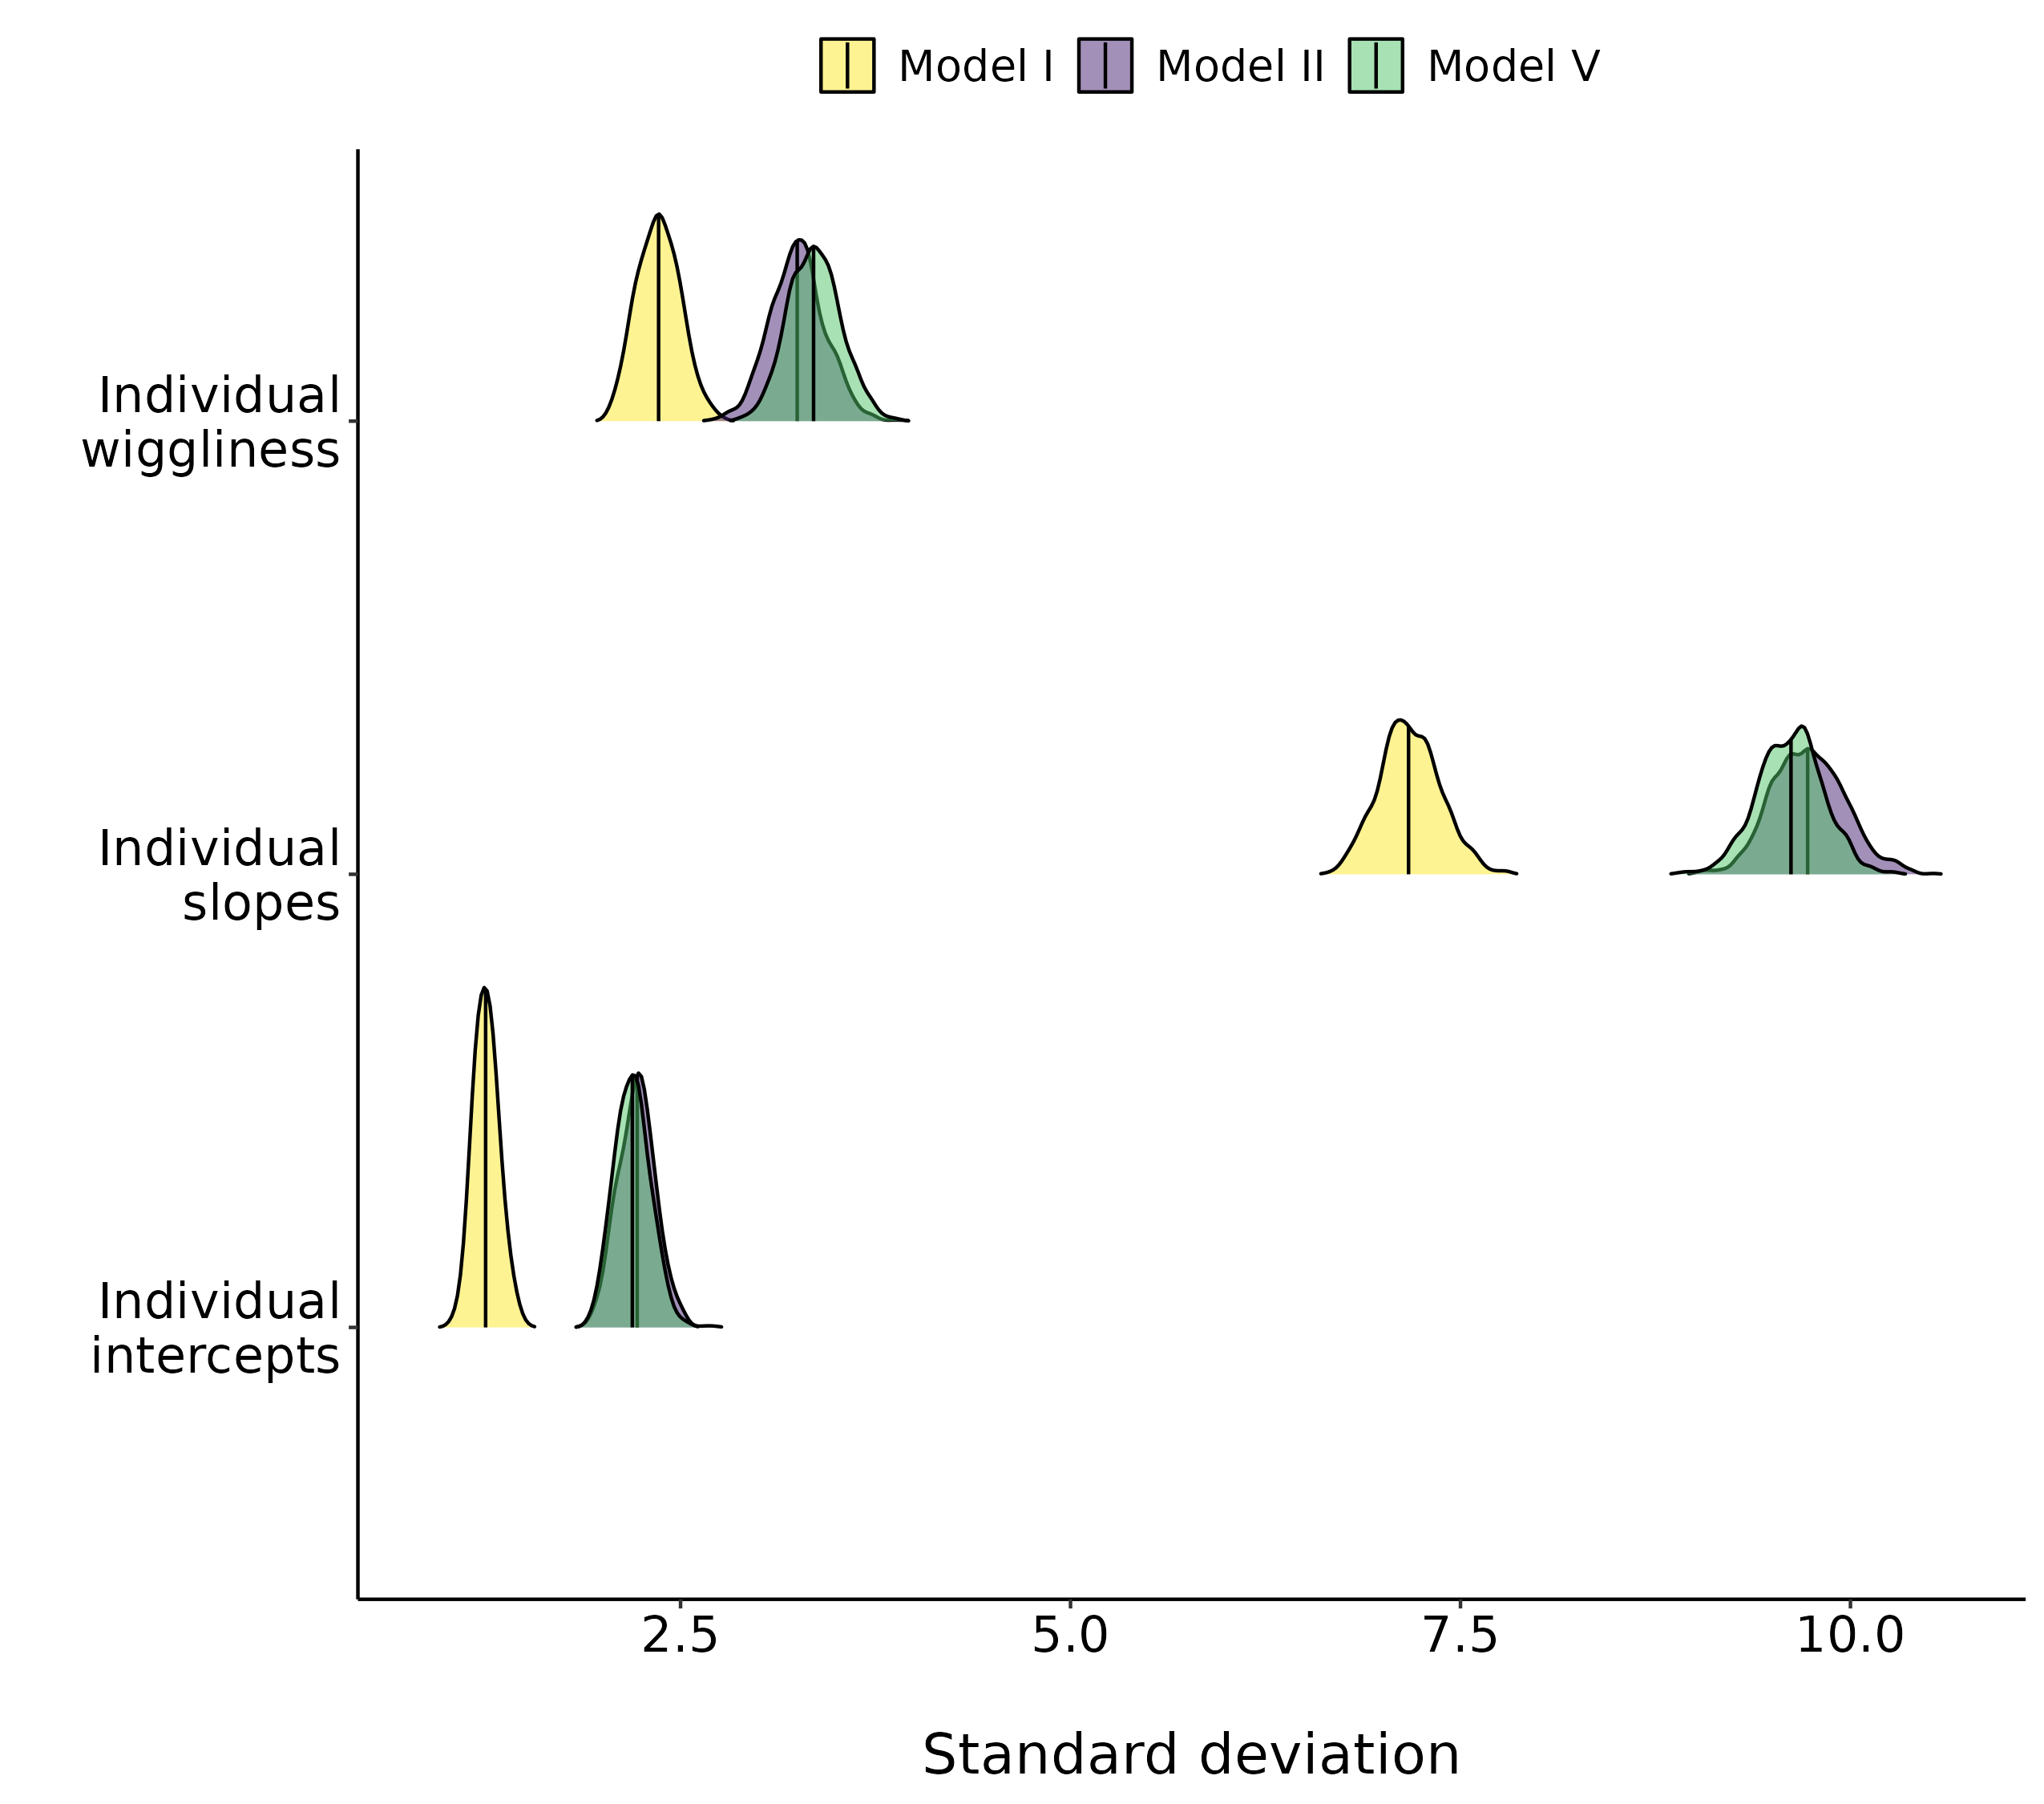 Model I Model II Model V
Individual
wiggliness
Individual
slopes
Individual
intercepts
2.5 5.0 7.5 10.0
Standard deviation